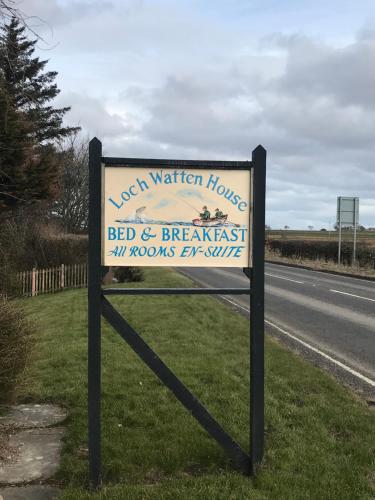 Loch Watten House
BED & BREAKFAST
All ROOMS EN-SUITE